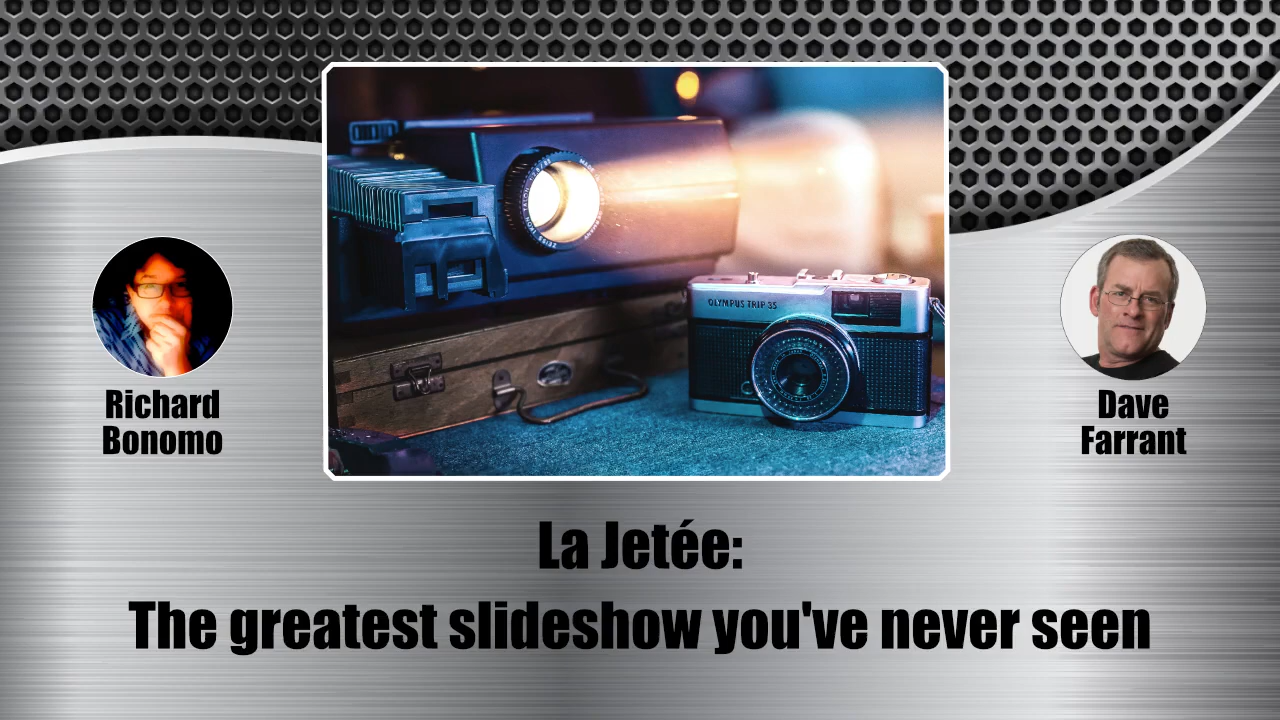 OLYMPUS TRIP 35
Richard
Bonomo
Dave
Farrant
La Jetée:
The greatest slideshow you've never seen